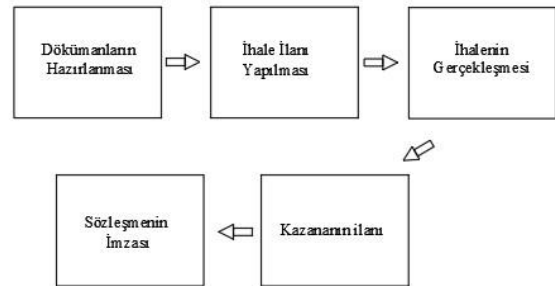 Dökümanların
Hazırlanması
İhale İlanı
Yapılması
İhalenin
Gerçekleşmesi
Kazananın ilanı
Sözleşmenin
İmzası